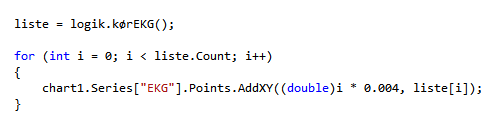 liste = logik.kørEKG();
for (int i = 0; i < liste.Count; i++)
{
chart1.Series["EKG"].Points.AddXY((double)i * 0.004, liste[i]);
}